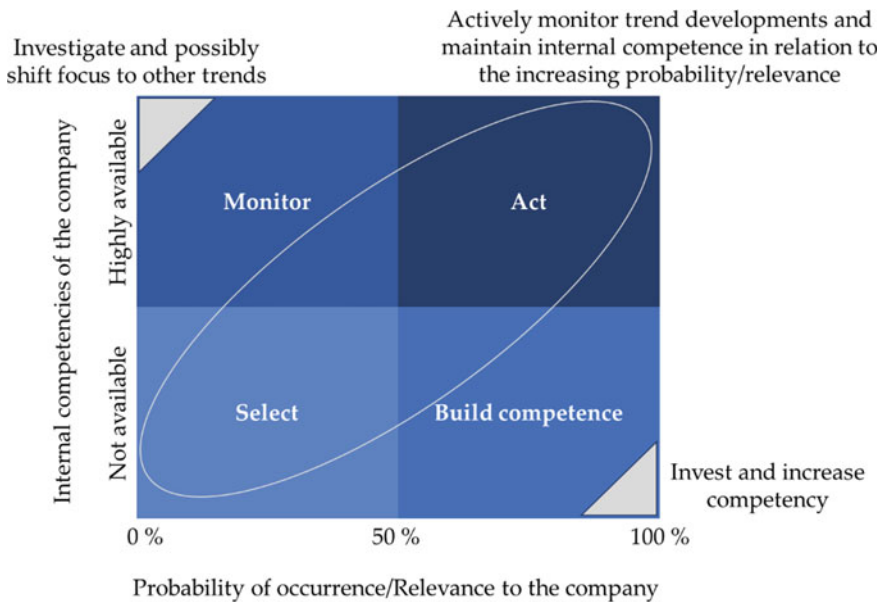 Actively monitor trend developments and
maintain internal competence in relation to
the increasing probability/relevance
Investigate and possibly
shift focus to other trends
Internal competencies of the company
Highly available
Not available
Monitor
Act
Select
Build competence
Invest and increase
competency
0 %
50 %
100 %
Probability of occurrence/Relevance to the company